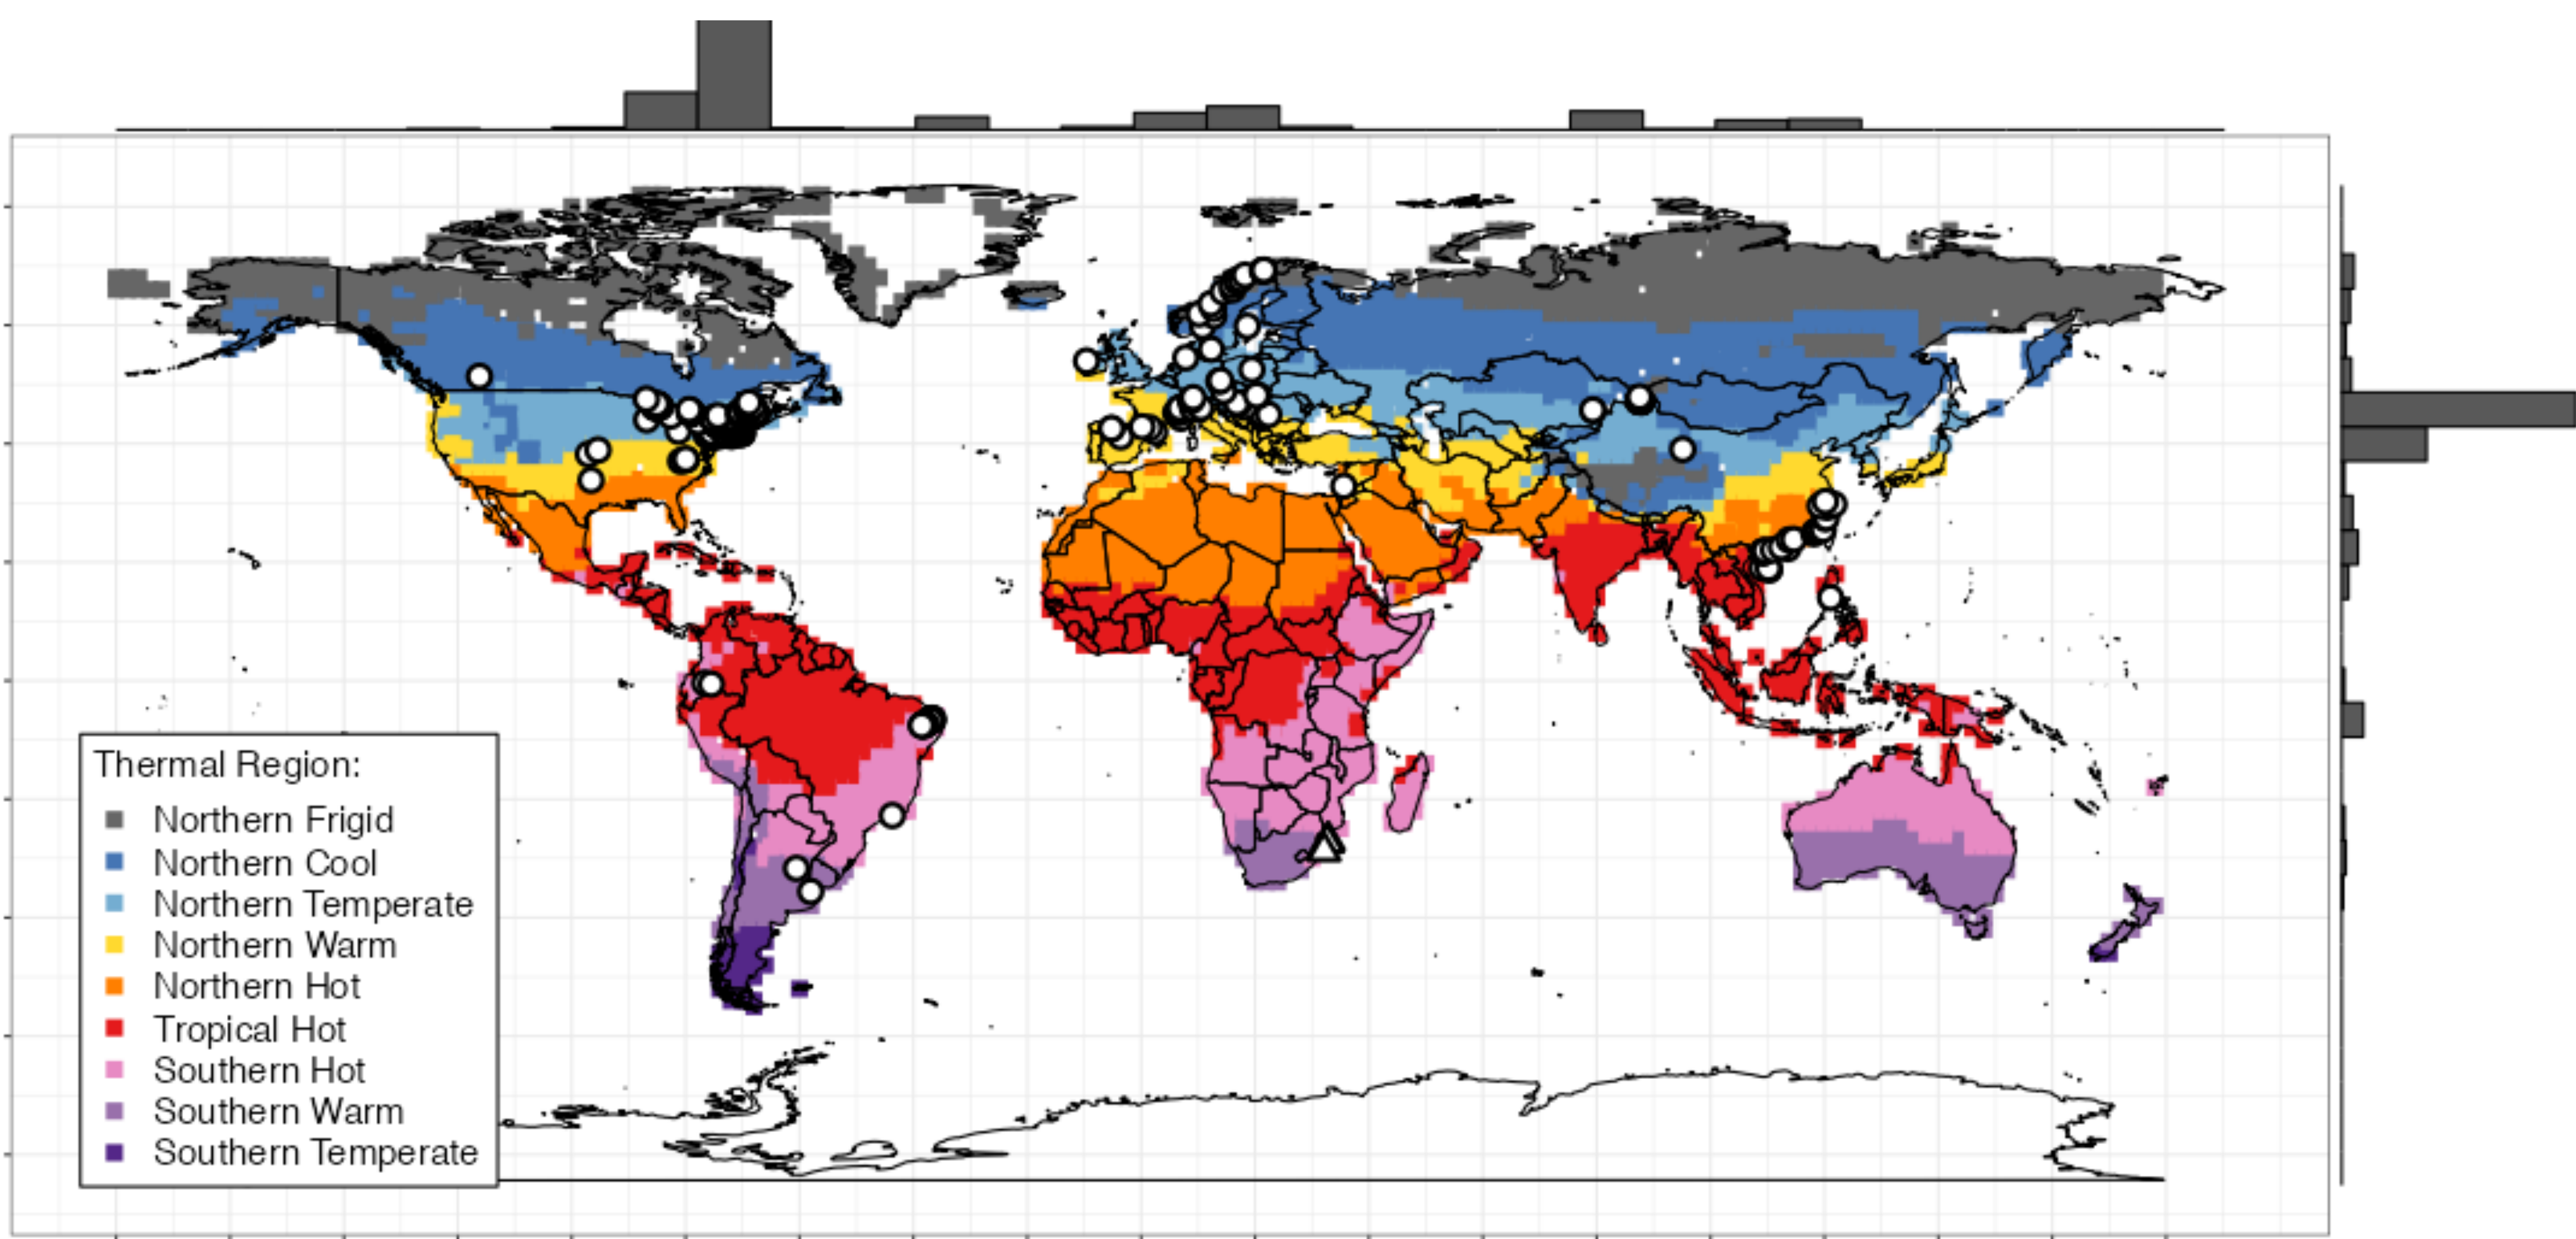 Thermal Region:
Northern Frigid
Northern Cool
Northern Temperate
Northern Warm
Northern Hot
Tropical Hot
Southern Hot
Southern Warm
Southern Temperate